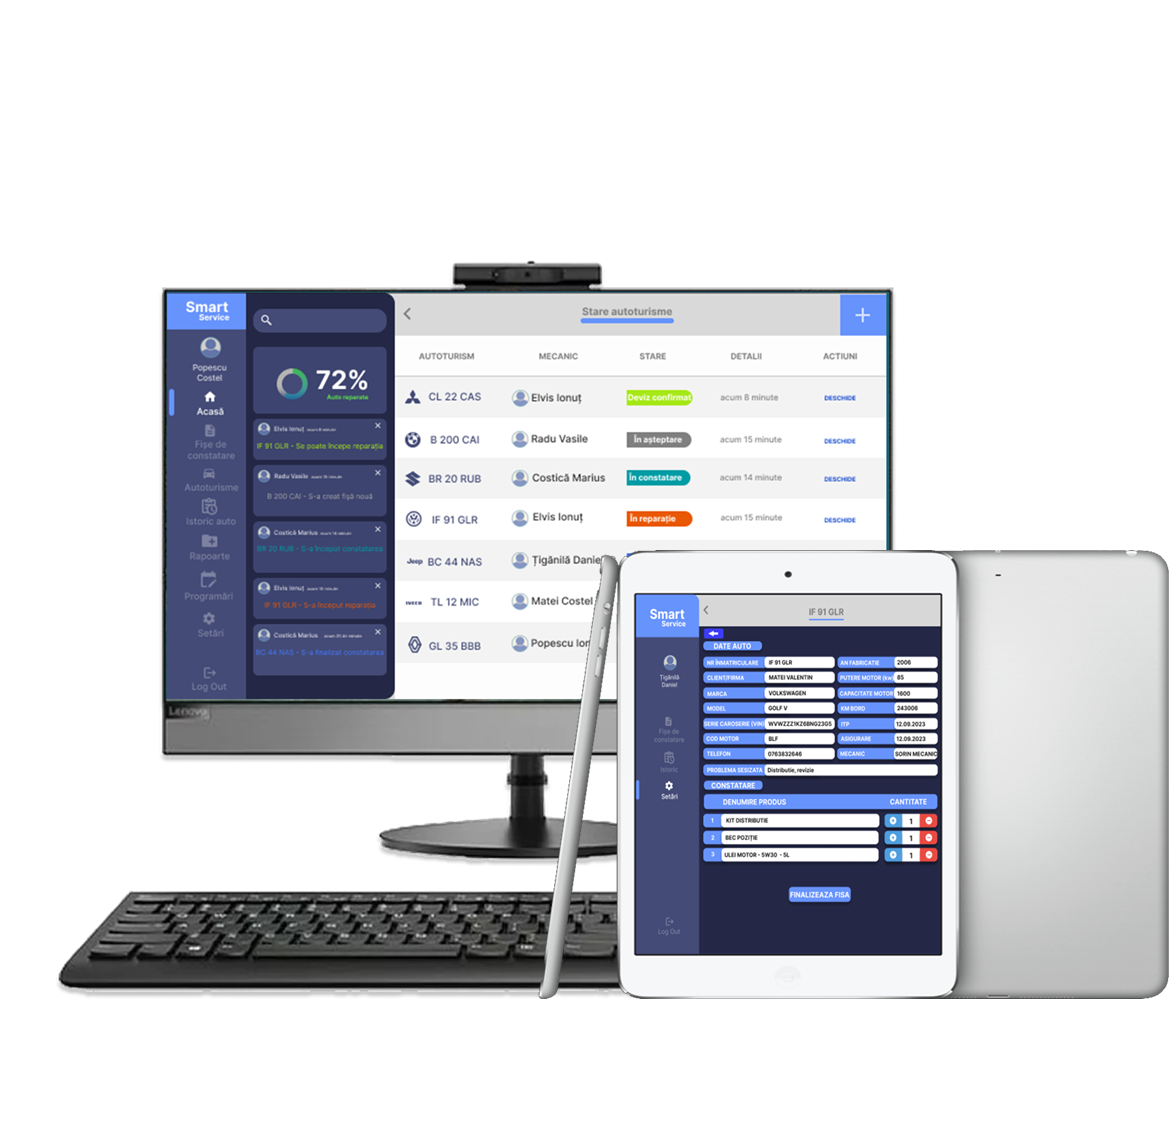 Smart
Service
Popescu
Costel
Acasă
Fișe de
constatare
Autoturisme
Istoric auto
Rapoarte
Programări
Setări
Log Out
72%
Auto reparate
Elvis Ionuț acum 8 minute
IF 91 GLR - Se poate începe reparația
Radu Vasile
B 200 CAI - S-a creat fișă nouă
Costică Marius
BR 20 RUB - S-a început constatarea
Elvis Ionuț
IF 91 GLR - S-a început reparația
Costică Marius
BC 44 NAS - S-a finalizat constatarea
Stare autoturisme
+
AUTOTURISM MECANIC STARE DETALII ACTIUNI
CL 22 CAS Elvis Ionuț Deviz confirmat acum 8 minute DESCHIDE
B 200 CAI Radu Vasile În așteptare acum 15 minute DESCHIDE
BR 20 RUB Costică Marius În constatare acum 14 minute DESCHIDE
IF 91 GLR Elvis Ionuț În reparație acum 15 minute DESCHIDE
Jeep BC 44 NAS Țigănilă Danie
IVECO TL 12 MIC Matei Costel
GL 35 BBB Popescu Ion
Lenovo
Smart
Service
Țigănilă
Daniel
Fișe de
constatare
Istoric
Setări
Log Out
IF 91 GLR
DATE AUTO
NR ÎNMATRICULARE IF 91 GLR AN FABRICATIE 2006
CLIENT/FIRMA MATEI VALENTIN PUTERE MOTOR (kw) 85
MARCA VOLKSWAGEN CAPACITATE MOTOR 1600
MODEL GOLF V KM BORD 243006
SERIE CAROSERIE (VIN) WVWZZZ1KZ6BNG23G5 ITP 12.09.2023
COD MOTOR BLF ASIGURARE 12.09.2023
TELEFON 0763832646 MECANIC SORIN MECANIC
PROBLEMA SESIZATA Distributie, revizie
CONSTATARE
DENUMIRE PRODUS CANTITATE
1 KIT DISTRIBUTIE 1
2 BEC POZIȚIE 1
3 ULEI MOTOR - 5W30 - 5L 1
FINALIZEAZA FISA